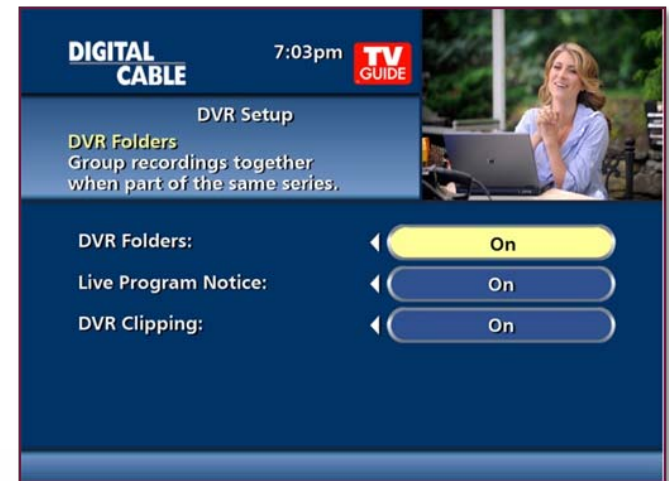 DIGITAL
CABLE
7:03pm
TV
GUIDE
DVR Setup
DVR Folders
Group recordings together
when part of the same series.
DVR Folders:
On
Live Program Notice:
On
DVR Clipping:
On